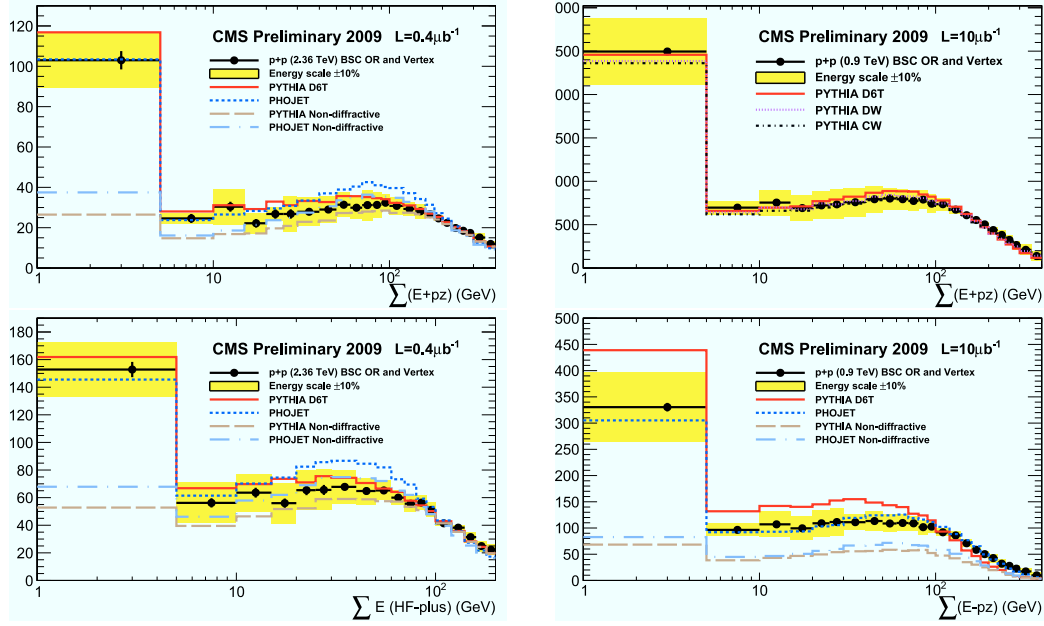 120
100
80
60
40
20
0
CMS Preliminary 2009 L=0.4μb⁻¹
p+p (2.36 TeV) BSC OR and Vertex
Energy scale ±10%
PYTHIA D6T
PHOJET
PYTHIA Non-diffractive
PHOJET Non-diffractive
1 10 10²
∑(E+pz) (GeV)
000
500
000
500
000
500
0
CMS Preliminary 2009 L=10μb⁻¹
p+p (0.9 TeV) BSC OR and Vertex
Energy scale ±10%
PYTHIA D6T
PYTHIA DW
PYTHIA CW
1 10 10²
∑(E+pz) (GeV)
180
160
140
120
100
80
60
40
20
0
CMS Preliminary 2009 L=0.4μb⁻¹
p+p (2.36 TeV) BSC OR and Vertex
Energy scale ±10%
PYTHIA D6T
PHOJET
PYTHIA Non-diffractive
PHOJET Non-diffractive
1 10 10²
∑ E (HF-plus) (GeV)
500
450
400
350
300
250
200
150
100
50
0
CMS Preliminary 2009 L=10μb⁻¹
p+p (0.9 TeV) BSC OR and Vertex
Energy scale ±10%
PYTHIA D6T
PHOJET
PYTHIA Non-diffractive
PHOJET Non-diffractive
1 10 10²
∑(E-pz) (GeV)